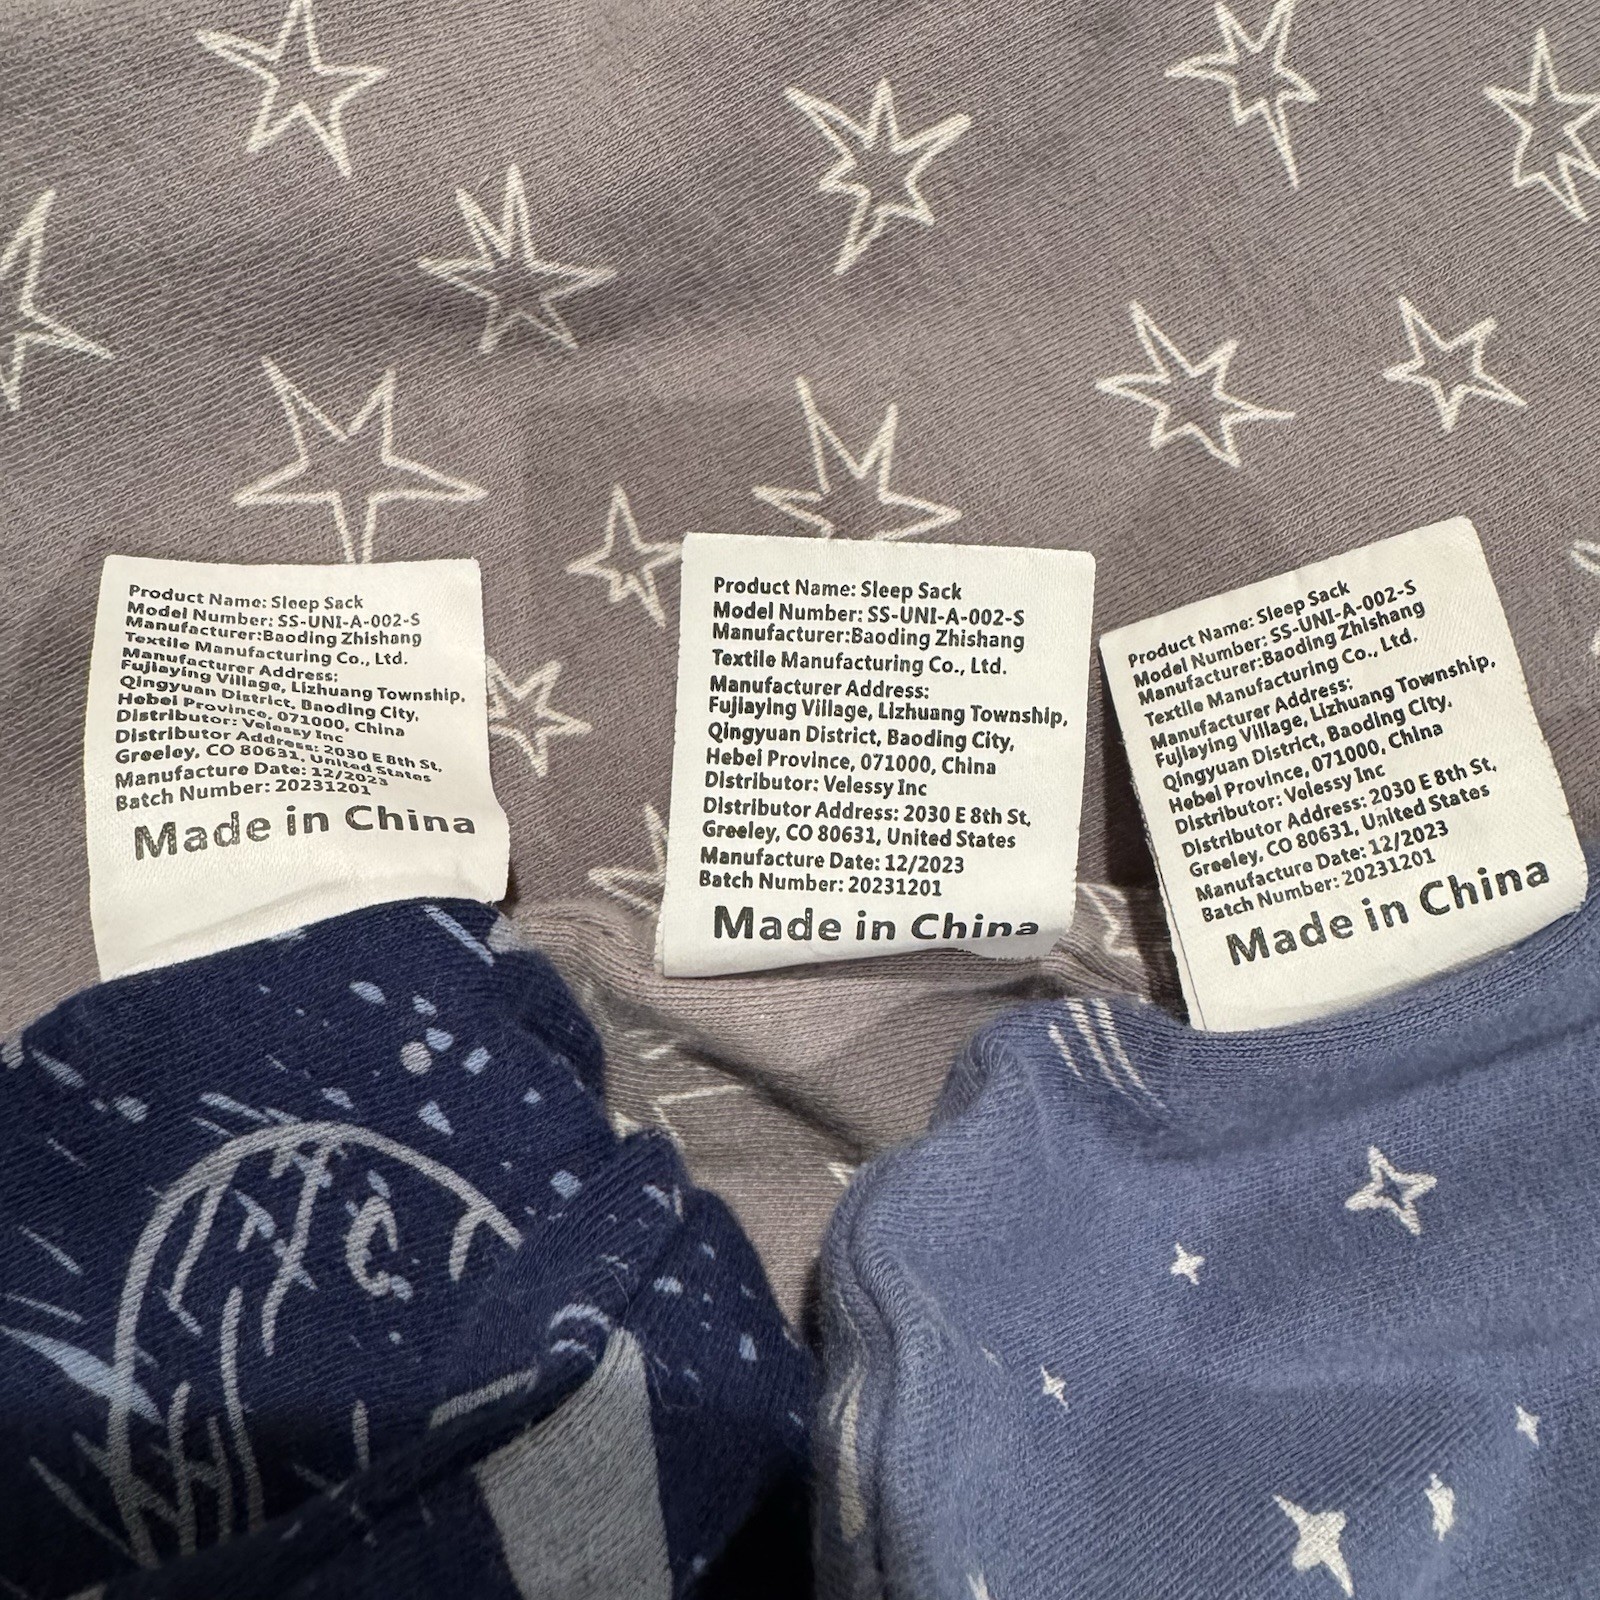 Product Name: Sleep Sack
Model Number: SS-UNI-A-002-S
Manufacturer:Baoding Zhishang
Textile Manufacturing Co., Ltd.
Manufacturer Address:
Fujiaying Village, Lizhuang Township,
Qingyuan District, Baoding City,
Hebei Province, 071000, China
Distributor: Velessy Inc
Distributor Address: 2030 E 8th St,
Greeley, CO 80631, United States
Manufacture Date: 12/2023
Batch Number: 20231201
Made in China
Product Name: Sleep Sack
Model Number: SS-UNI-A-002-S
Manufacturer:Baoding Zhishang
Textile Manufacturing Co., Ltd.
Manufacturer Address:
Fujiaying Village, Lizhuang Township,
Qingyuan District, Baoding City,
Hebei Province, 071000, China
Distributor: Velessy Inc
Distributor Address: 2030 E 8th St,
Greeley, CO 80631, United States
Manufacture Date: 12/2023
Batch Number: 20231201
Made in China
Product Name: Sleep Sack
Model Number: SS-UNI-A-002-S
Manufacturer:Baoding Zhishang
Textile Manufacturing Co., Ltd.
Manufacturer Address:
Fujiaying Village, Lizhuang Township,
Qingyuan District, Baoding City,
Hebei Province, 071000, China
Distributor: Velessy Inc
Distributor Address: 2030 E 8th St,
Greeley, CO 80631, United States
Manufacture Date: 12/2023
Batch Number: 20231201
Made in China